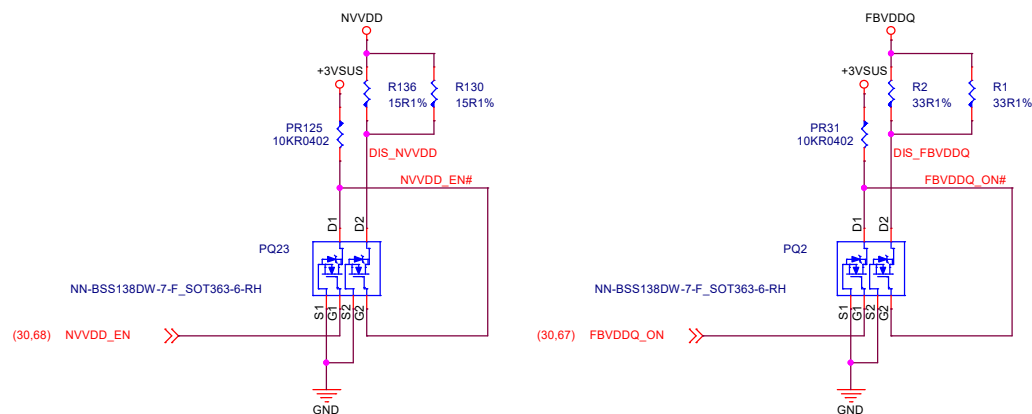 NVVDD
+3VSUS
R136
15R1%
R130
15R1%
PR125
10KR0402
DIS_NVVDD
NVVDD_EN#
D1
D2
PQ23
NN-BSS138DW-7-F_SOT363-6-RH
S1
G1
S2
G2
(30,68) NVVDD_EN
GND
FBVDDQ
+3VSUS
R2
33R1%
R1
33R1%
PR31
10KR0402
DIS_FBVDDQ
FBVDDQ_ON#
D1
D2
PQ2
NN-BSS138DW-7-F_SOT363-6-RH
S1
G1
S2
G2
(30,67) FBVDDQ_ON
GND